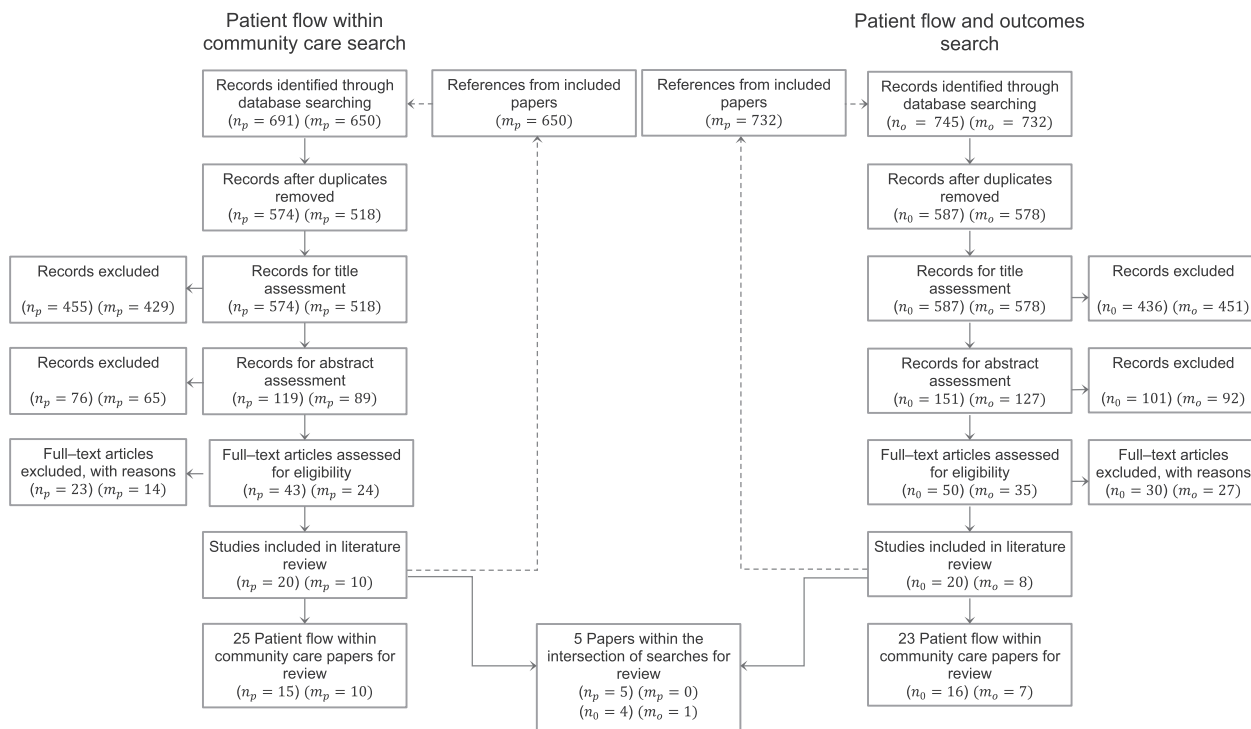 Patient flow within
community care search
Records identified through
database searching
(n_p = 691) (m_p = 650)
References from included
papers
(m_p = 650)
Records after duplicates
removed
(n_p = 574) (m_p = 518)
Records excluded
(n_p = 455) (m_p = 429)
Records for title
assessment
(n_p = 574) (m_p = 518)
Records excluded
(n_p = 76) (m_p = 65)
Records for abstract
assessment
(n_p = 119) (m_p = 89)
Full–text articles
excluded, with reasons
(n_p = 23) (m_p = 14)
Full–text articles assessed
for eligibility
(n_p = 43) (m_p = 24)
Studies included in literature
review
(n_p = 20) (m_p = 10)
25 Patient flow within
community care papers for
review
(n_p = 15) (m_p = 10)
5 Papers within the
intersection of searches for
review
(n_p = 5) (m_p = 0)
(n_0 = 4) (m_o = 1)
Patient flow and outcomes
search
References from included
papers
(m_p = 732)
Records identified through
database searching
(n_o = 745) (m_o = 732)
Records after duplicates
removed
(n_0 = 587) (m_o = 578)
Records for title
assessment
(n_0 = 587) (m_o = 578)
Records excluded
(n_0 = 436) (m_o = 451)
Records for abstract
assessment
(n_0 = 151) (m_o = 127)
Records excluded
(n_0 = 101) (m_o = 92)
Full–text articles assessed
for eligibility
(n_0 = 50) (m_o = 35)
Full–text articles
excluded, with reasons
(n_0 = 30) (m_o = 27)
Studies included in literature
review
(n_0 = 20) (m_o = 8)
23 Patient flow within
community care papers for
review
(n_0 = 16) (m_o = 7)